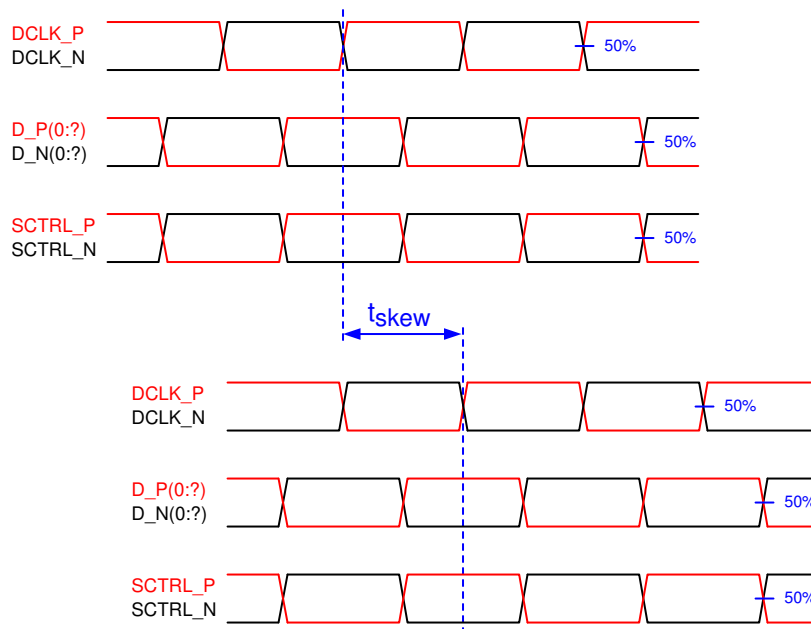 DCLK_P
DCLK_N
50%
D_P(0:?)
D_N(0:?)
50%
SCTRL_P
SCTRL_N
50%
tskew
DCLK_P
DCLK_N
50%
D_P(0:?)
D_N(0:?)
50%
SCTRL_P
SCTRL_N
50%